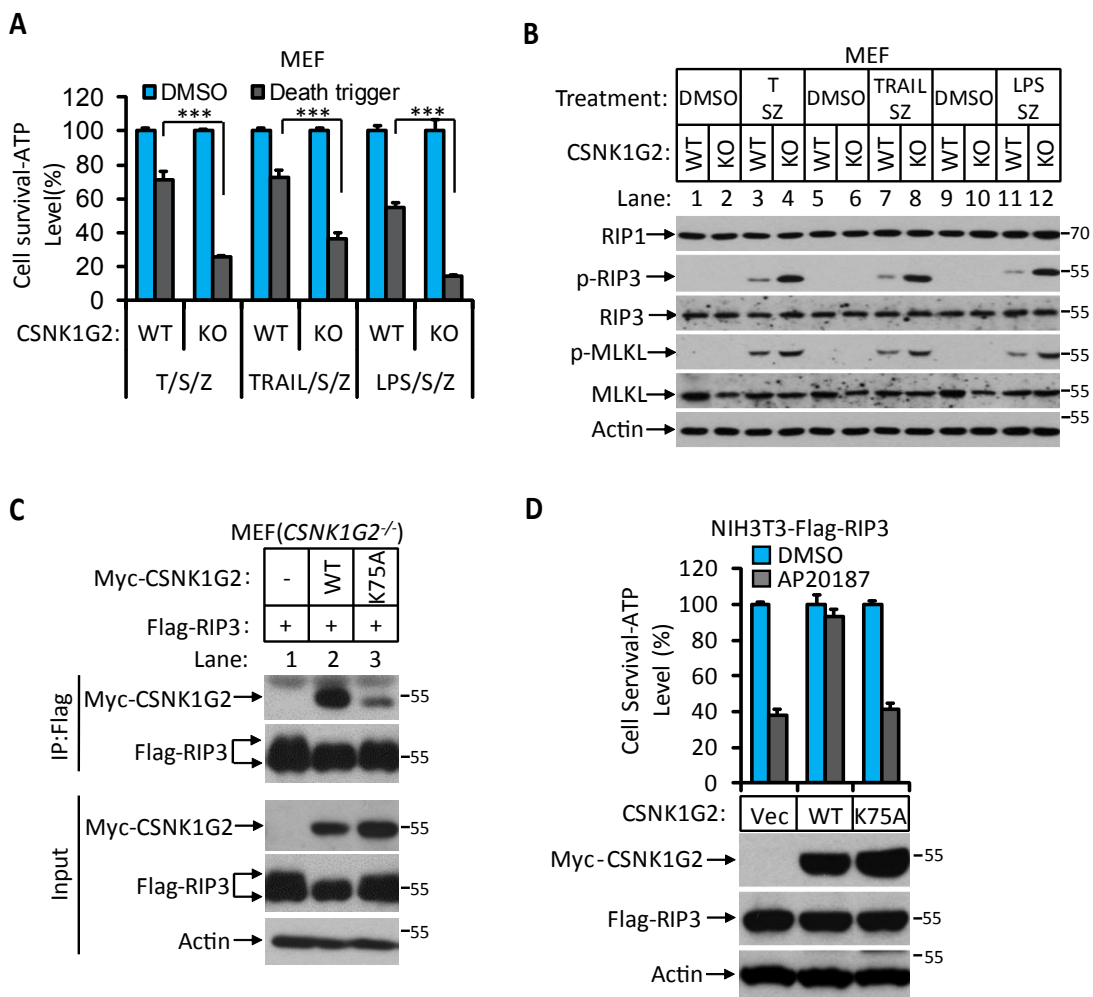 A
MEF
DMSO Death trigger
*** *** ***
Cell survival-ATP
Level(%)
120
100
80
60
40
20
0
CSNK1G2: WT KO WT KO WT KO
T/S/Z TRAIL/S/Z LPS/S/Z
B
MEF
Treatment: DMSO T SZ DMSO TRAIL SZ DMSO LPS SZ
CSNK1G2: WT KO WT KO WT KO WT KO WT KO WT KO
Lane: 1 2 3 4 5 6 7 8 9 10 11 12
RIP1 -70
p-RIP3 -55
RIP3 -55
p-MLKL -55
MLKL -55
Actin -55
C
MEF(CSNK1G2-/-)
Myc-CSNK1G2: - WT K75A
Flag-RIP3: + + +
Lane: 1 2 3
IP:Flag
Myc-CSNK1G2 -55
Flag-RIP3 -55
Input
Myc-CSNK1G2 -55
Flag-RIP3 -55
Actin -55
D
NIH3T3-Flag-RIP3
DMSO
AP20187
Cell Servival-ATP
Level (%)
120
100
80
60
40
20
0
CSNK1G2: Vec WT K75A
Myc-CSNK1G2 -55
Flag-RIP3 -55
Actin -55